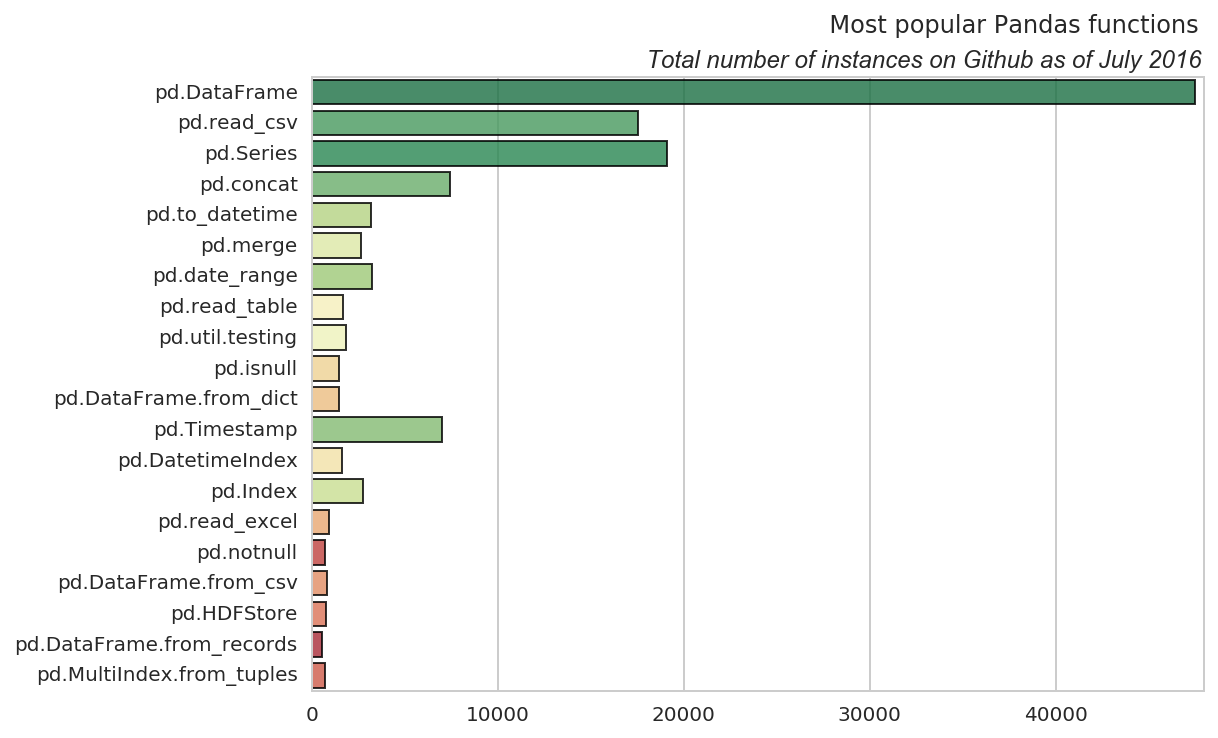 Most popular Pandas functions
Total number of instances on Github as of July 2016
pd.DataFrame
pd.read_csv
pd.Series
pd.concat
pd.to_datetime
pd.merge
pd.date_range
pd.read_table
pd.util.testing
pd.isnull
pd.DataFrame.from_dict
pd.Timestamp
pd.DatetimeIndex
pd.Index
pd.read_excel
pd.notnull
pd.DataFrame.from_csv
pd.HDFStore
pd.DataFrame.from_records
pd.MultiIndex.from_tuples
0 10000 20000 30000 40000